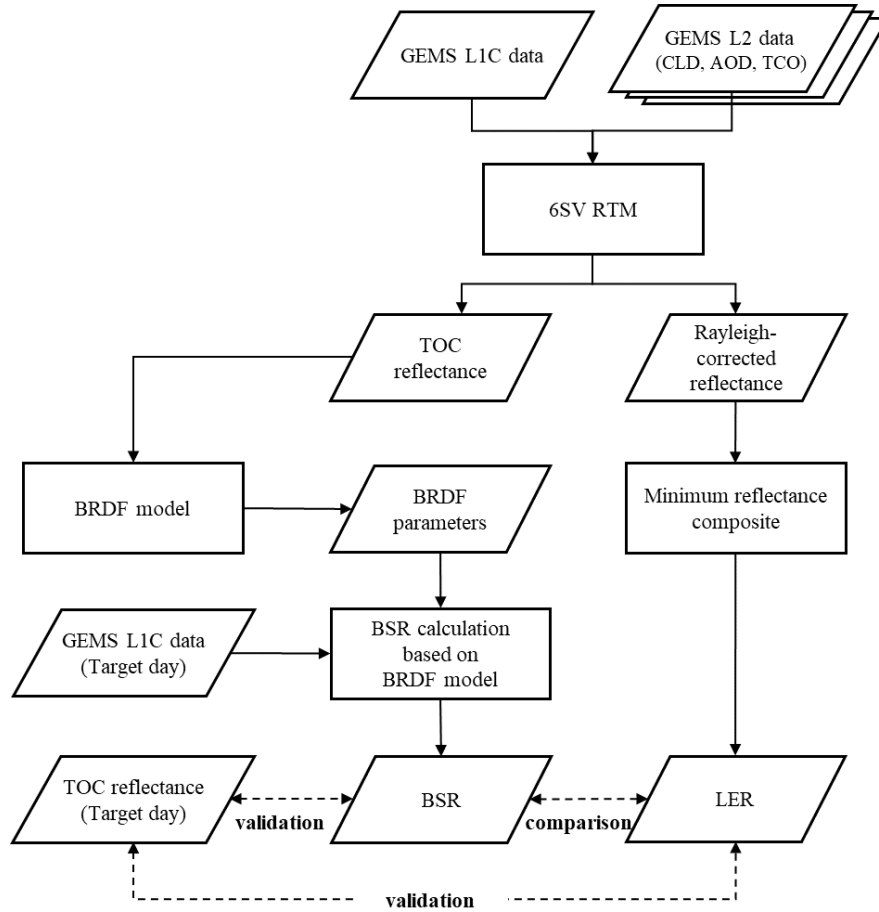 GEMS L1C data
GEMS L2 data
(CLD, AOD, TCO)
6SV RTM
TOC
reflectance
Rayleigh-
corrected
reflectance
BRDF model
BRDF
parameters
Minimum reflectance
composite
GEMS L1C data
(Target day)
BSR calculation
based on
BRDF model
TOC reflectance
(Target day)
validation
BSR
comparison
LER
validation